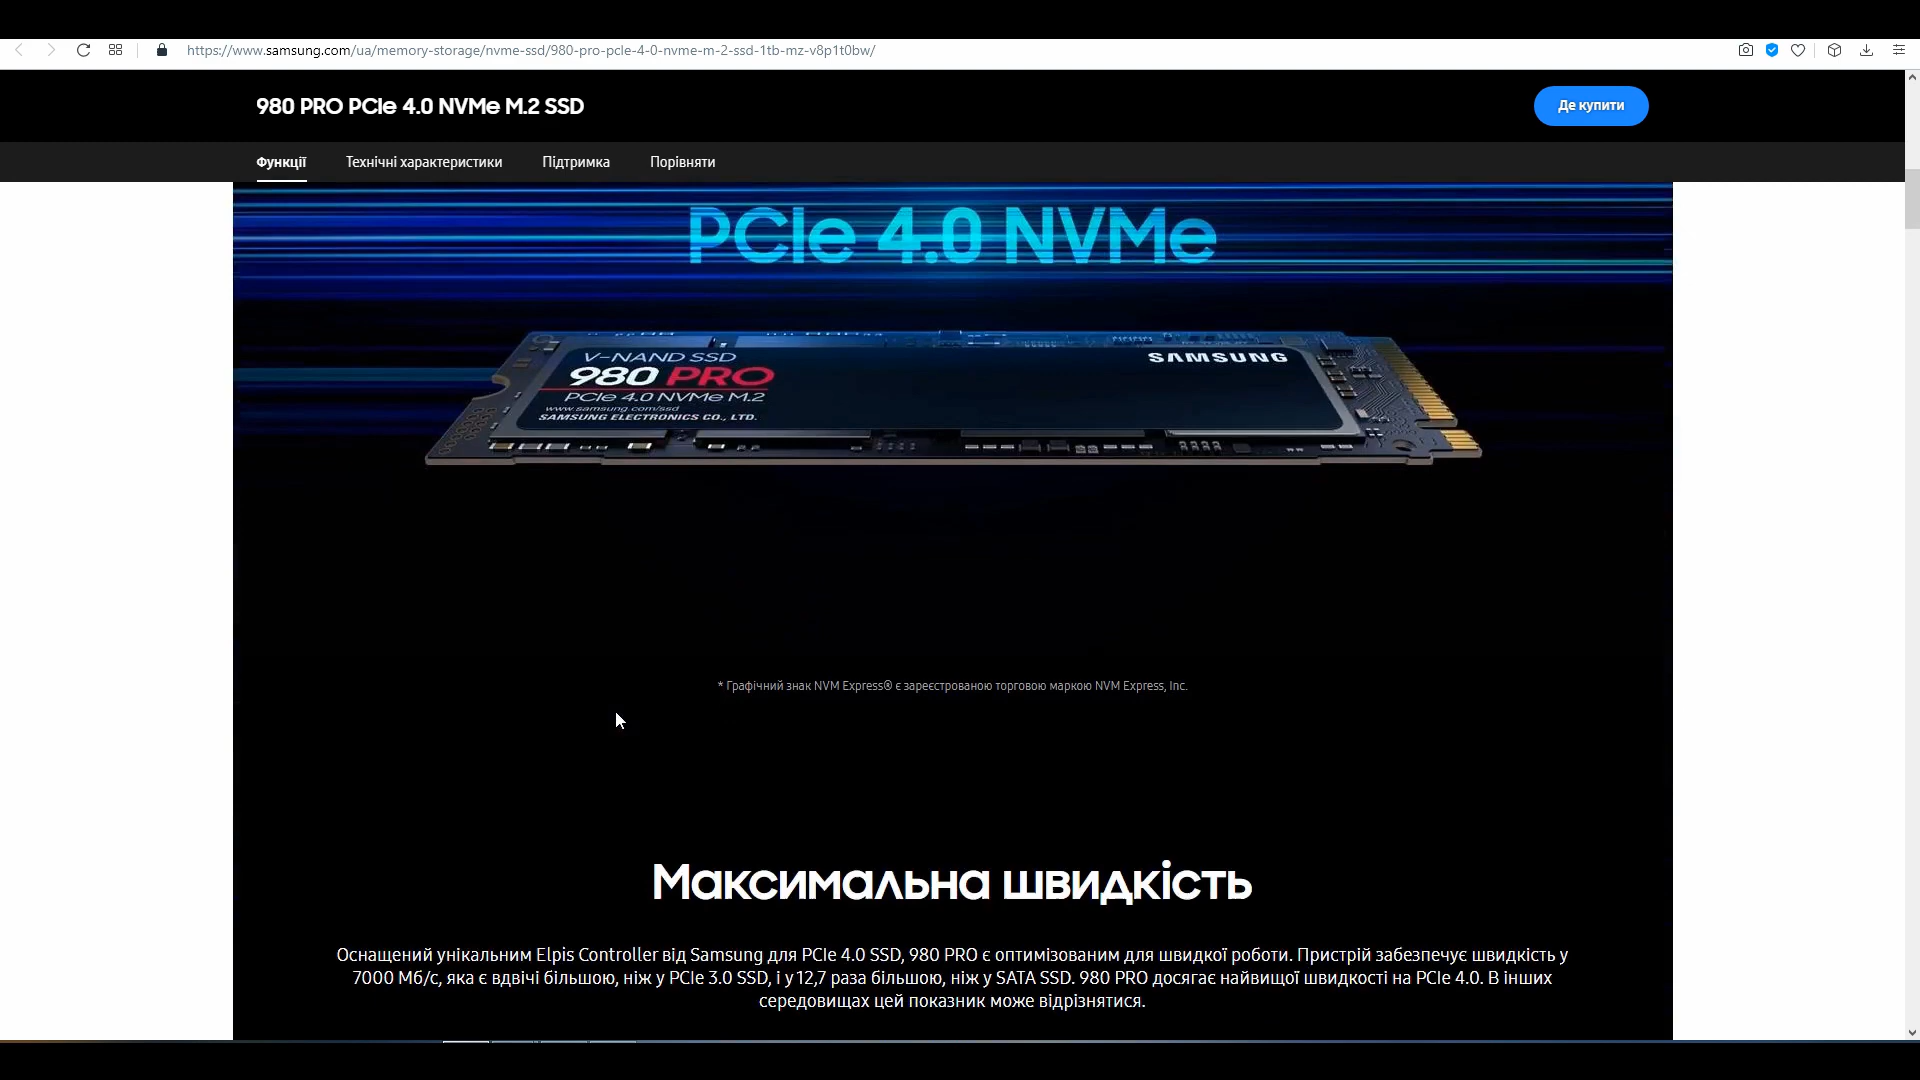 https://www.samsung.com/ua/memory-storage/nvme-ssd/980-pro-pcle-4-0-nvme-m-2-ssd-1tb-mz-v8p1t0bw/
980 PRO PCIe 4.0 NVMe M.2 SSD
Де купити
Функції Технічні характеристики Підтримка Порівняти
PCIe 4.0 NVMe
V-NAND SSD
SAMSUNG
980 PRO
PCIe 4.0 NVMe M.2
www.samsung.com/ssd
SAMSUNG ELECTRONICS CO., LTD.
* Графічний знак NVM Express® є зареєстрованою торговою маркою NVM Express, Inc.
Максимальна швидкість
Оснащений унікальним Elpis Controller від Samsung для PCIe 4.0 SSD, 980 PRO є оптимізованим для швидкої роботи. Пристрій забезпечує швидкість у
7000 Мб/с, яка є вдвічі більшою, ніж у PCIe 3.0 SSD, і у 12,7 раза більшою, ніж у SATA SSD. 980 PRO досягає найвищої швидкості на PCIe 4.0. В інших
середовищах цей показник може відрізнятися.